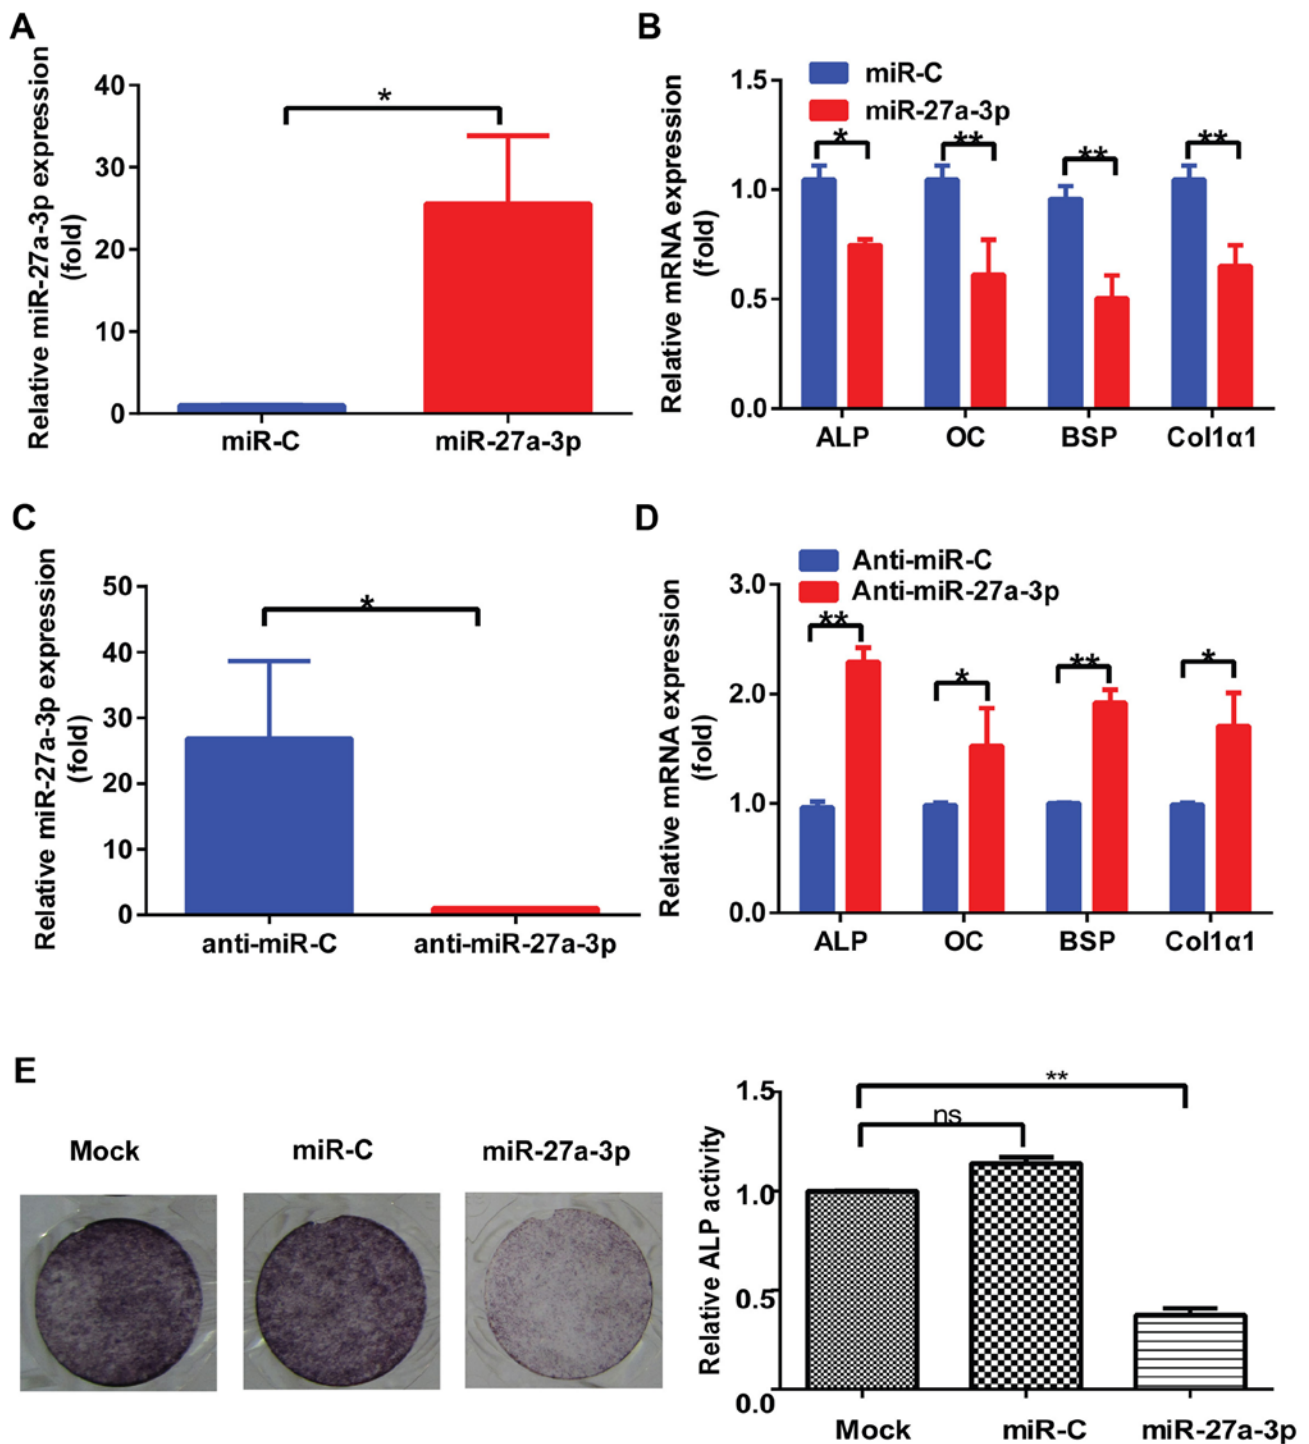 A
Relative miR-27a-3p expression
(fold)
40
30
20
10
0
*
miR-C
miR-27a-3p
B
Relative mRNA expression
(fold)
1.5
1.0
0.5
0.0
miR-C
miR-27a-3p
*
**
**
**
ALP
OC
BSP
Col1α1
C
Relative miR-27a-3p expression
(fold)
50
40
30
20
10
0
*
anti-miR-C
anti-miR-27a-3p
D
Relative mRNA expression
(fold)
3.0
2.0
1.0
0.0
Anti-miR-C
Anti-miR-27a-3p
**
*
**
*
ALP
OC
BSP
Col1α1
E
Mock
miR-C
miR-27a-3p
Relative ALP activity
1.5
1.0
0.5
0.0
**
ns
Mock
miR-C
miR-27a-3p